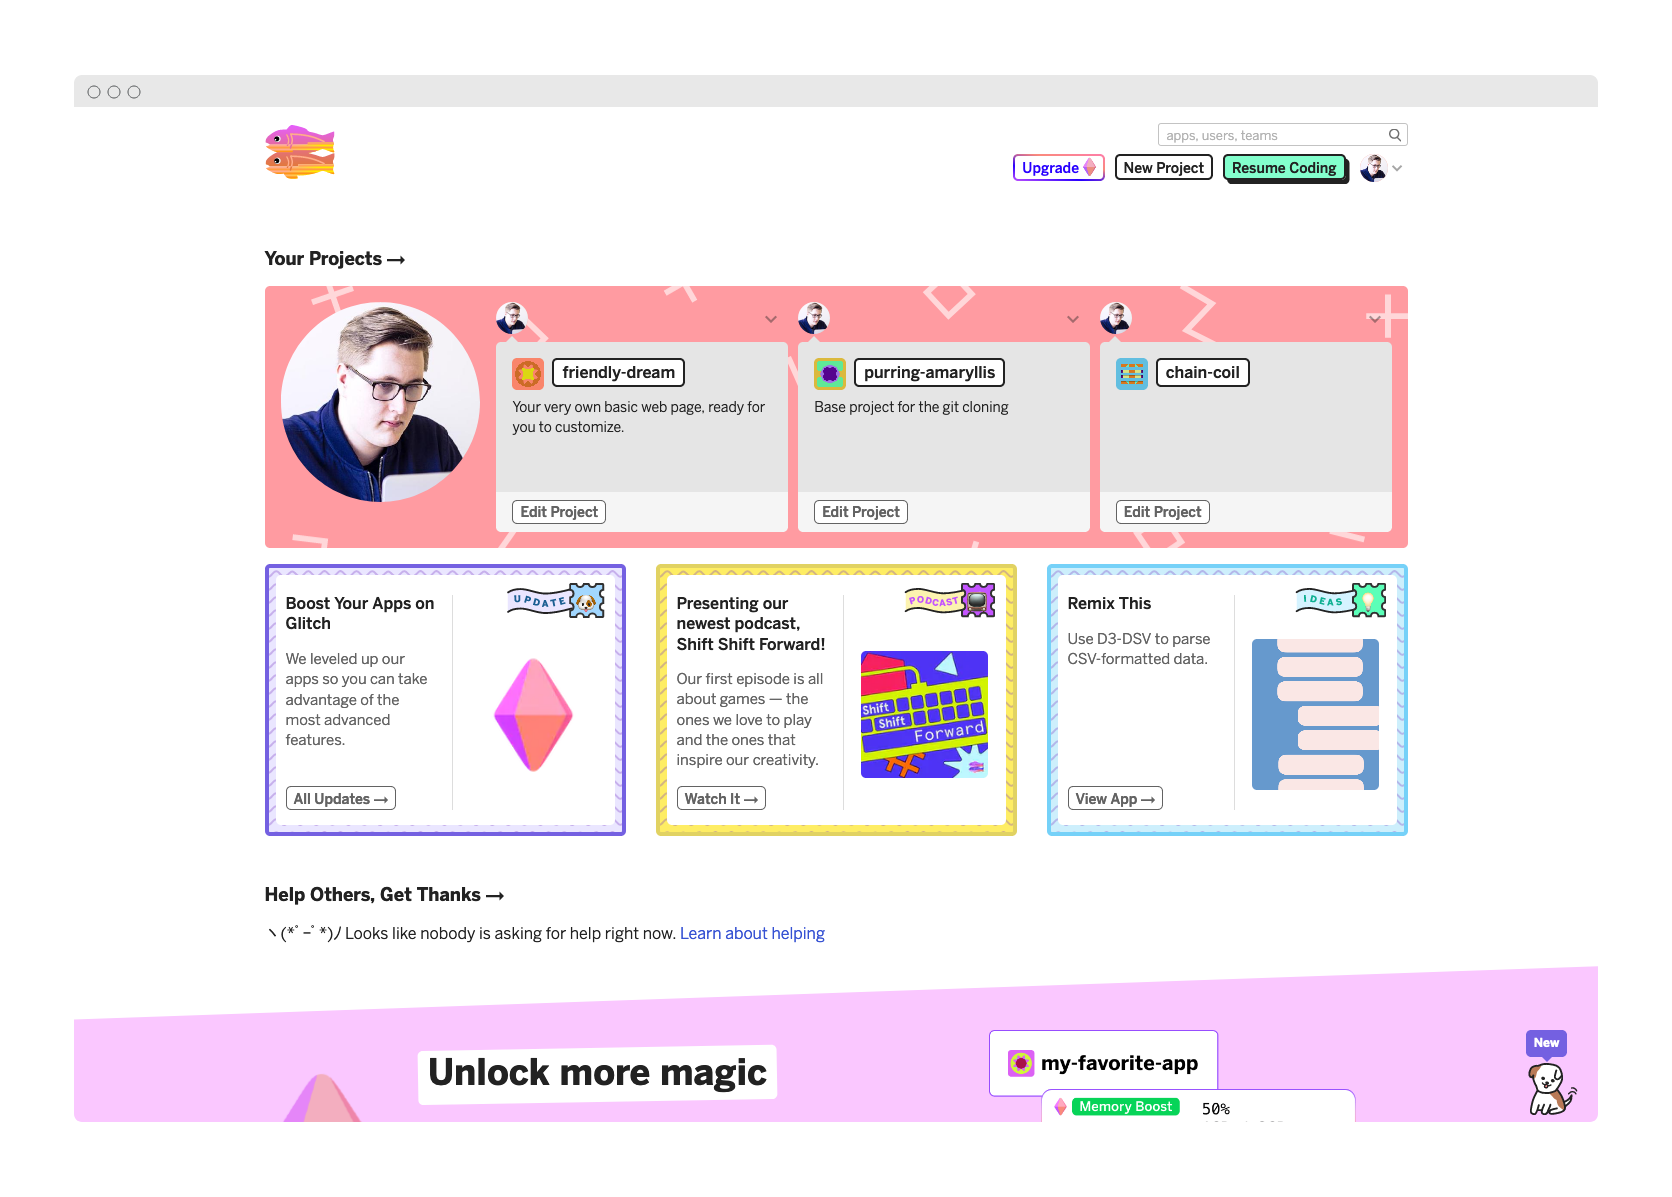 apps, users, teams
Upgrade
New Project
Resume Coding
Your Projects →
friendly-dream
Your very own basic web page, ready for
you to customize.
Edit Project
purring-amaryllis
Base project for the git cloning
Edit Project
chain-coil
Edit Project
UPDATE
Boost Your Apps on
Glitch
We leveled up our
apps so you can take
advantage of the
most advanced
features.
All Updates →
PODCAST
Presenting our
newest podcast,
Shift Shift Forward!
Our first episode is all
about games — the
ones we love to play
and the ones that
inspire our creativity.
Shift
Shift
Forward
Watch It →
IDEAS
Remix This
Use D3-DSV to parse
CSV-formatted data.
View App →
Help Others, Get Thanks →
ヽ(*ﾟｰﾟ*)ﾉ Looks like nobody is asking for help right now. Learn about helping
Unlock more magic
my-favorite-app
Memory Boost 50%
New